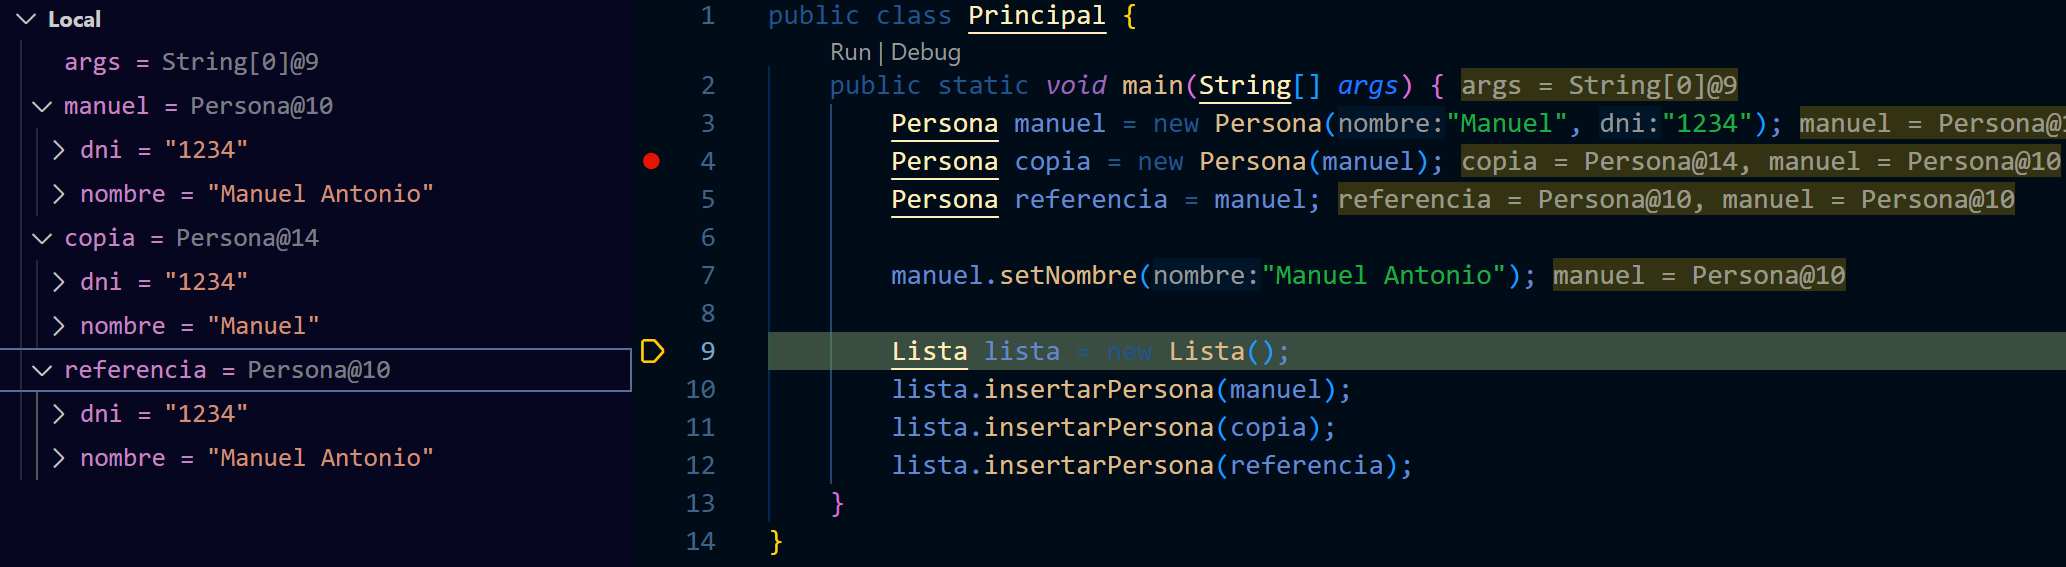 Local
args = String[0]@9
manuel = Persona@10
dni = "1234"
nombre = "Manuel Antonio"
copia = Persona@14
dni = "1234"
nombre = "Manuel"
referencia = Persona@10
dni = "1234"
nombre = "Manuel Antonio"
1 public class Principal {
Run | Debug
2 public static void main(String[] args) { args = String[0]@9
3 Persona manuel = new Persona(nombre:"Manuel", dni:"1234"); manuel = Persona@1
4 Persona copia = new Persona(manuel); copia = Persona@14, manuel = Persona@10
5 Persona referencia = manuel; referencia = Persona@10, manuel = Persona@10
6
7 manuel.setNombre(nombre:"Manuel Antonio"); manuel = Persona@10
8
9 Lista lista = new Lista();
10 lista.insertarPersona(manuel);
11 lista.insertarPersona(copia);
12 lista.insertarPersona(referencia);
13 }
14 }